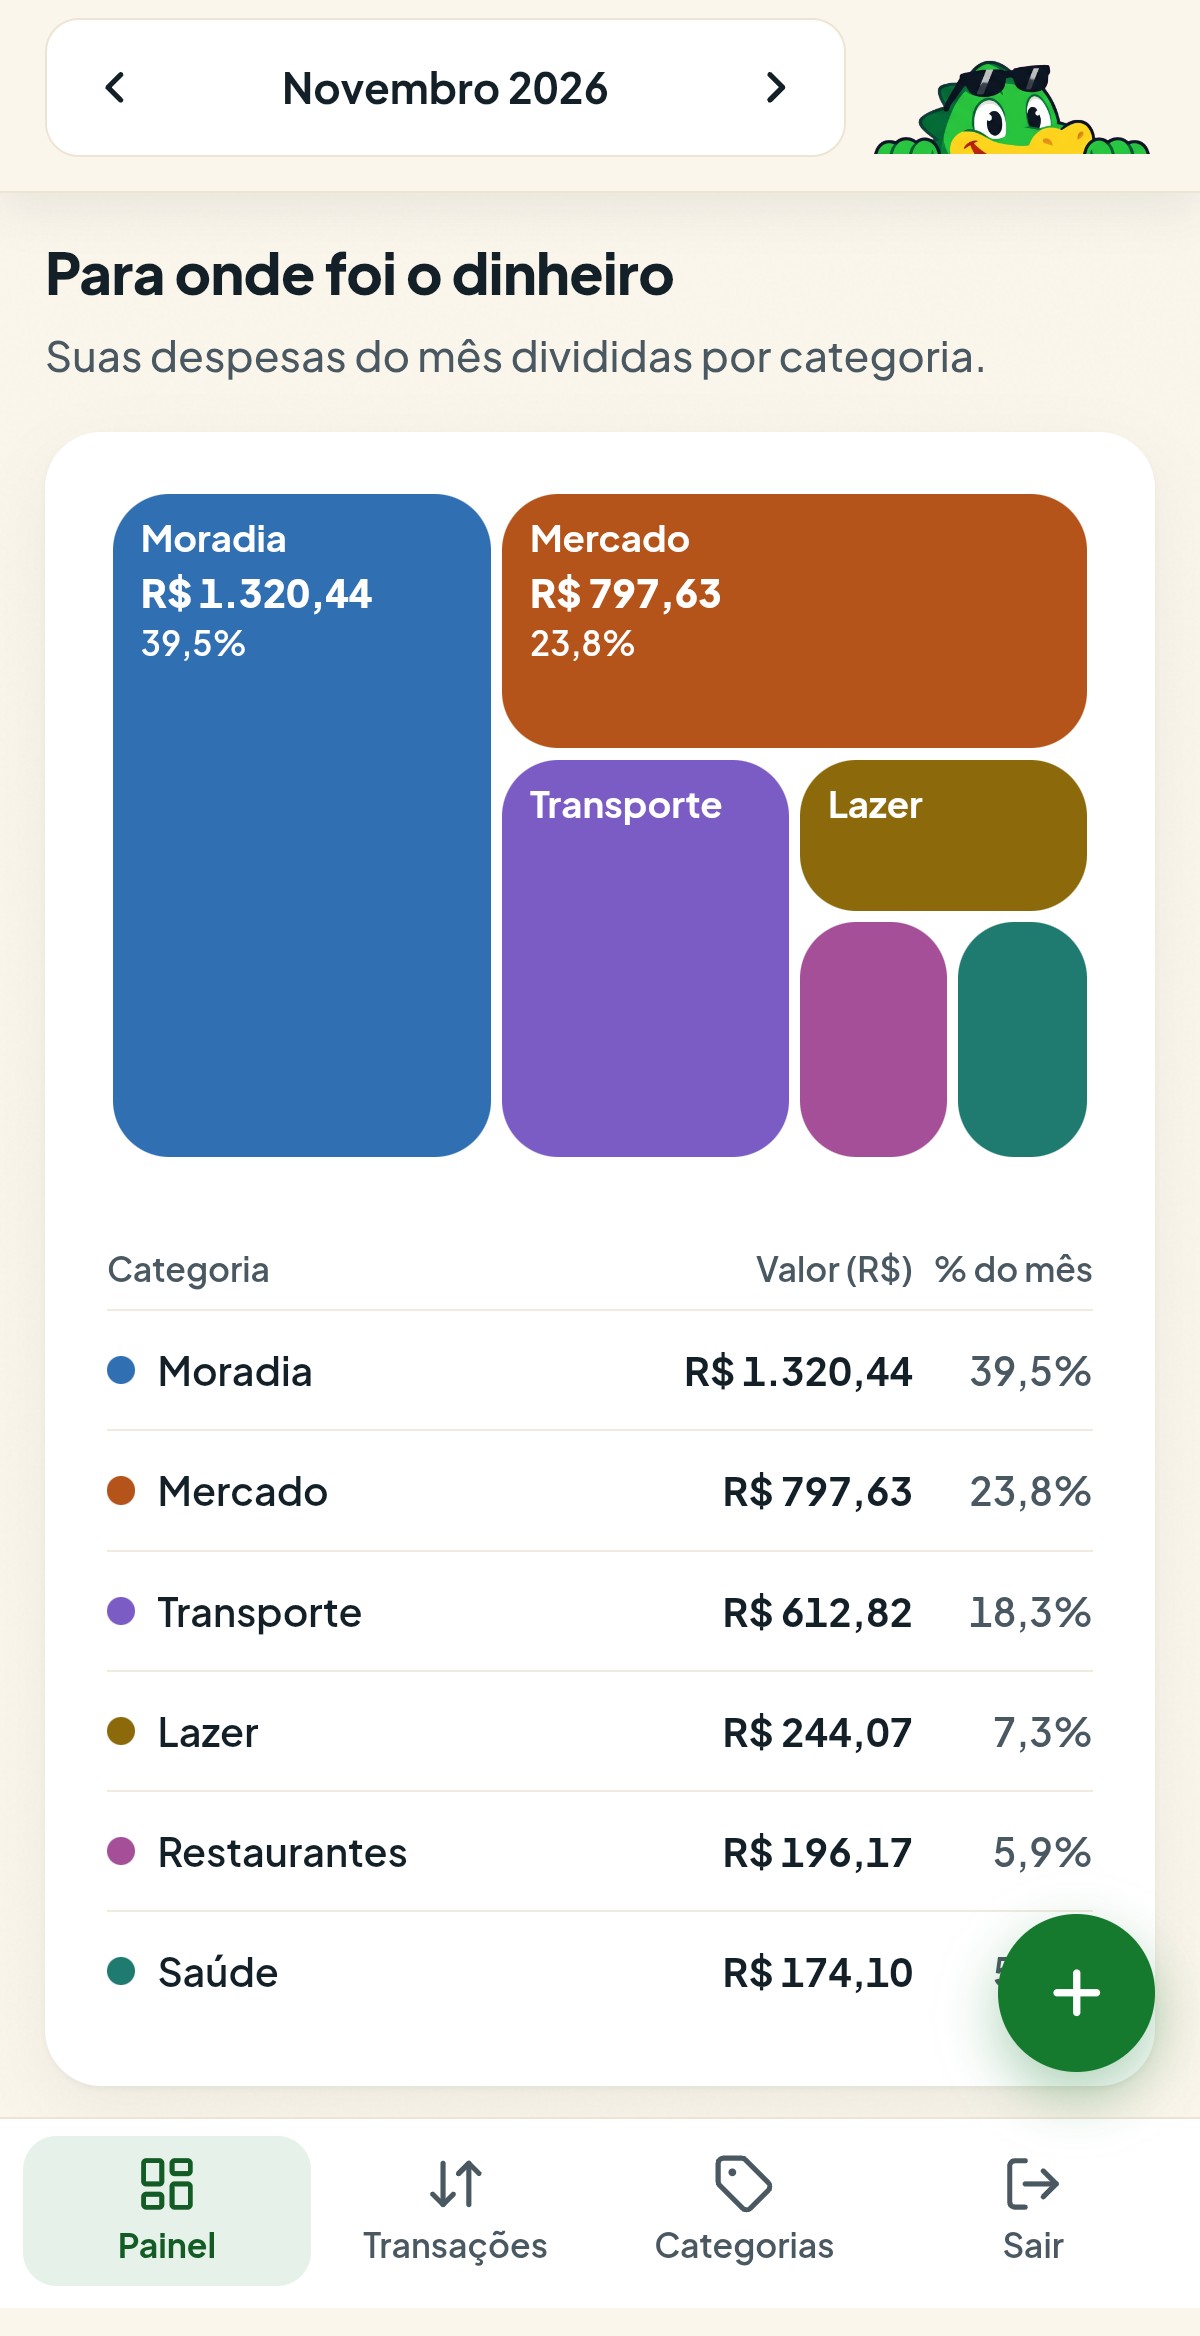 Novembro 2026
Para onde foi o dinheiro
Suas despesas do mês divididas por categoria.
Moradia
R$ 1.320,44
39,5%
Mercado
R$ 797,63
23,8%
Transporte
Lazer
Categoria Valor (R$) % do mês
Moradia R$ 1.320,44 39,5%
Mercado R$ 797,63 23,8%
Transporte R$ 612,82 18,3%
Lazer R$ 244,07 7,3%
Restaurantes R$ 196,17 5,9%
Saúde R$ 174,10
Painel Transações Categorias Sair